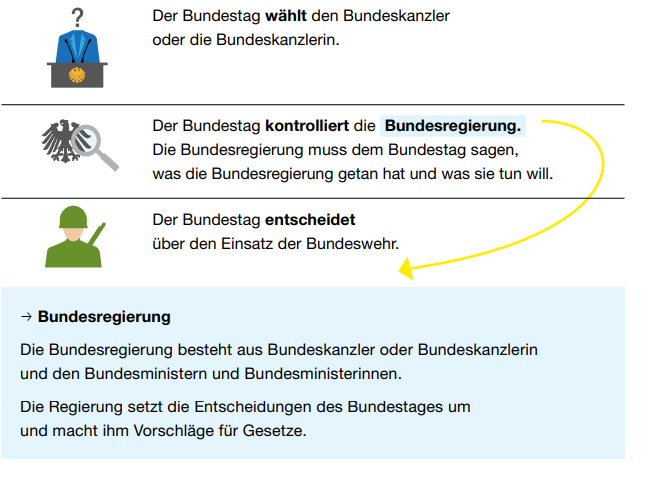 ?
Der Bundestag wählt den Bundeskanzler
oder die Bundeskanzlerin.
Der Bundestag kontrolliert die Bundesregierung.
Die Bundesregierung muss dem Bundestag sagen,
was die Bundesregierung getan hat und was sie tun will.
Der Bundestag entscheidet
über den Einsatz der Bundeswehr.
→ Bundesregierung
Die Bundesregierung besteht aus Bundeskanzler oder Bundeskanzlerin
und den Bundesministern und Bundesministerinnen.
Die Regierung setzt die Entscheidungen des Bundestages um
und macht ihm Vorschläge für Gesetze.